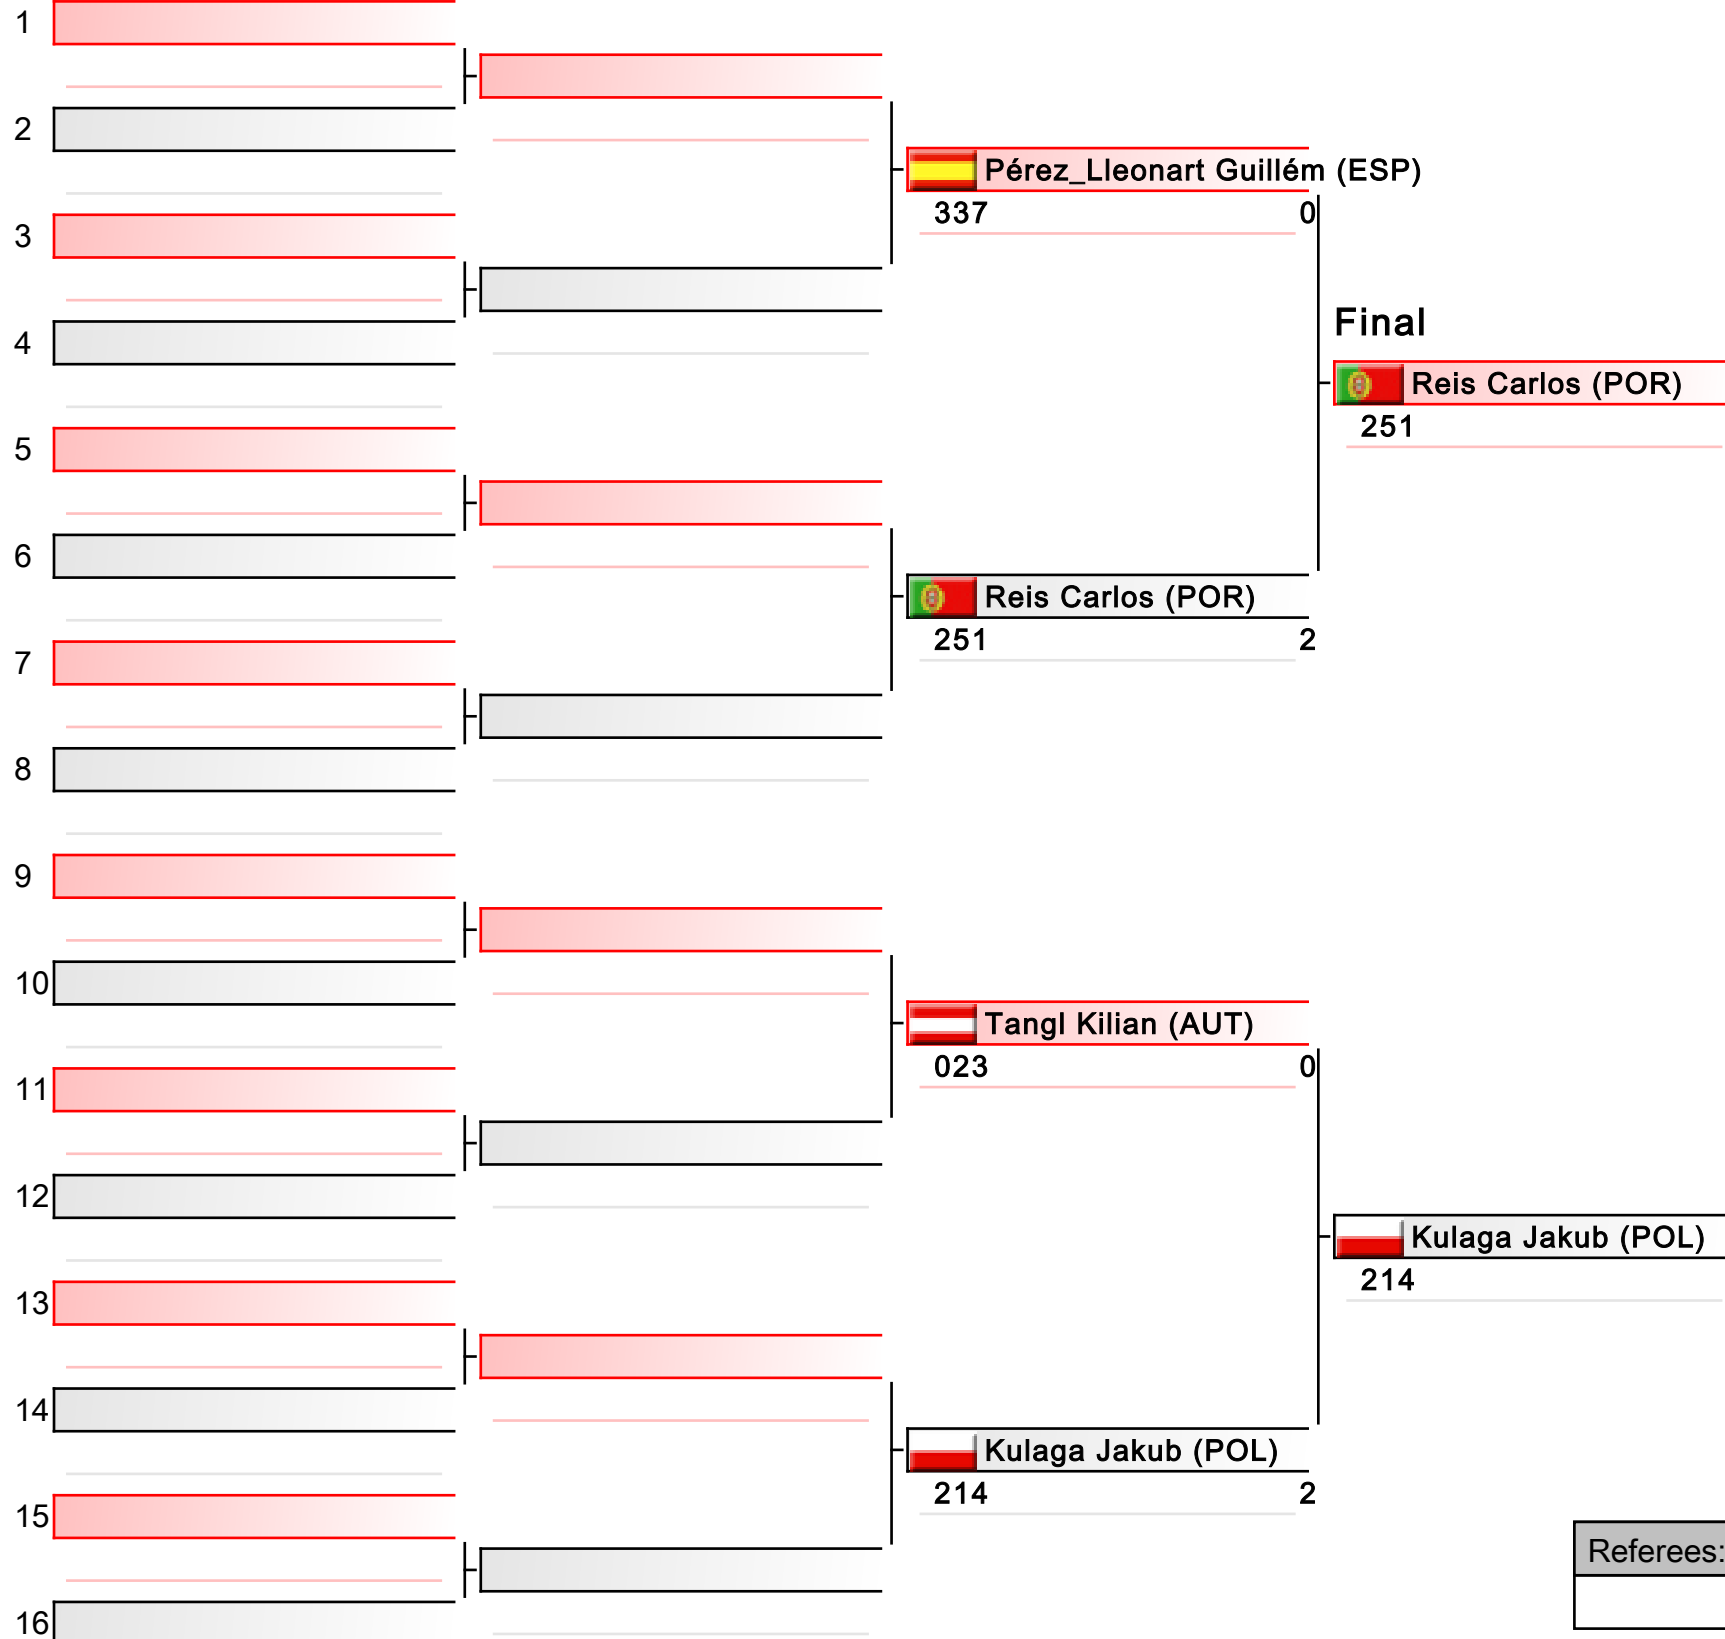 1
2
Pérez_Lleonart Guillém (ESP)
337 0
3
Final
4
Reis Carlos (POR)
251
5
6
Reis Carlos (POR)
251 2
7
8
9
10
Tangl Kilian (AUT)
023 0
11
12
Kulaga Jakub (POL)
214
13
14
Kulaga Jakub (POL)
214 2
15
Referees:
16